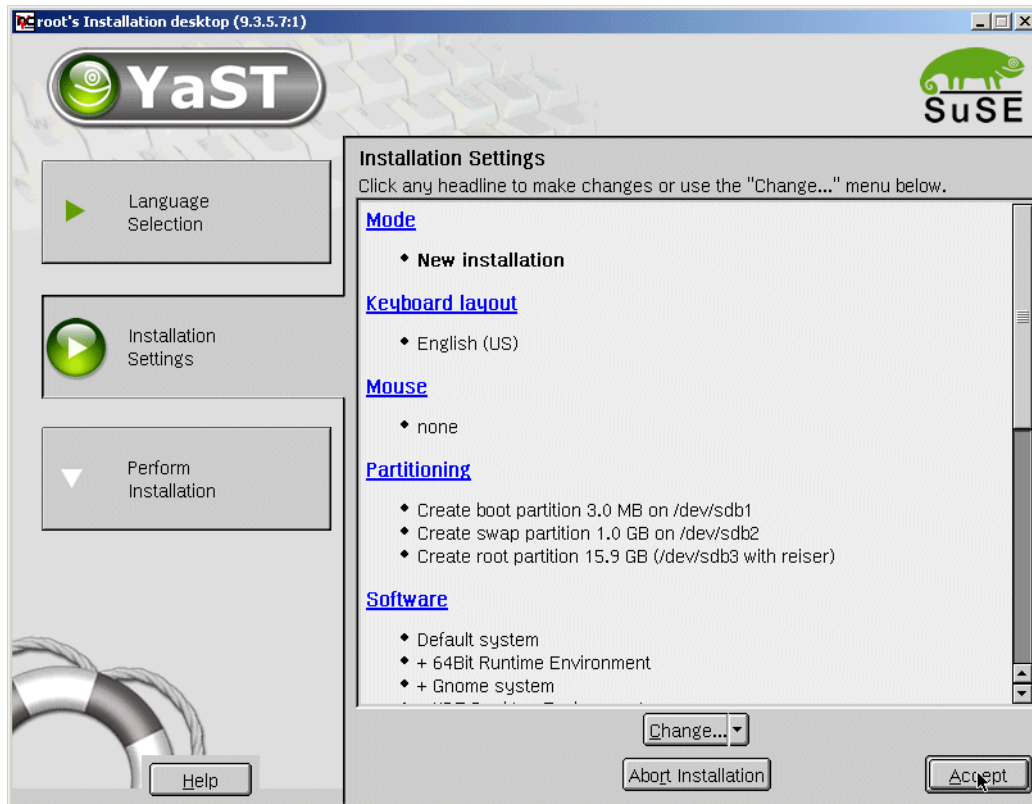 root's Installation desktop (9.3.5.7:1)
YaST
SuSE
Language
Selection
Installation
Settings
Perform
Installation
Help
Installation Settings
Click any headline to make changes or use the "Change..." menu below.
Mode
New installation
Keyboard layout
English (US)
Mouse
none
Partitioning
Create boot partition 3.0 MB on /dev/sdb1
Create swap partition 1.0 GB on /dev/sdb2
Create root partition 15.9 GB (/dev/sdb3 with reiser)
Software
Default system
+ 64Bit Runtime Environment
+ Gnome system
Change...
Abort Installation
Accept